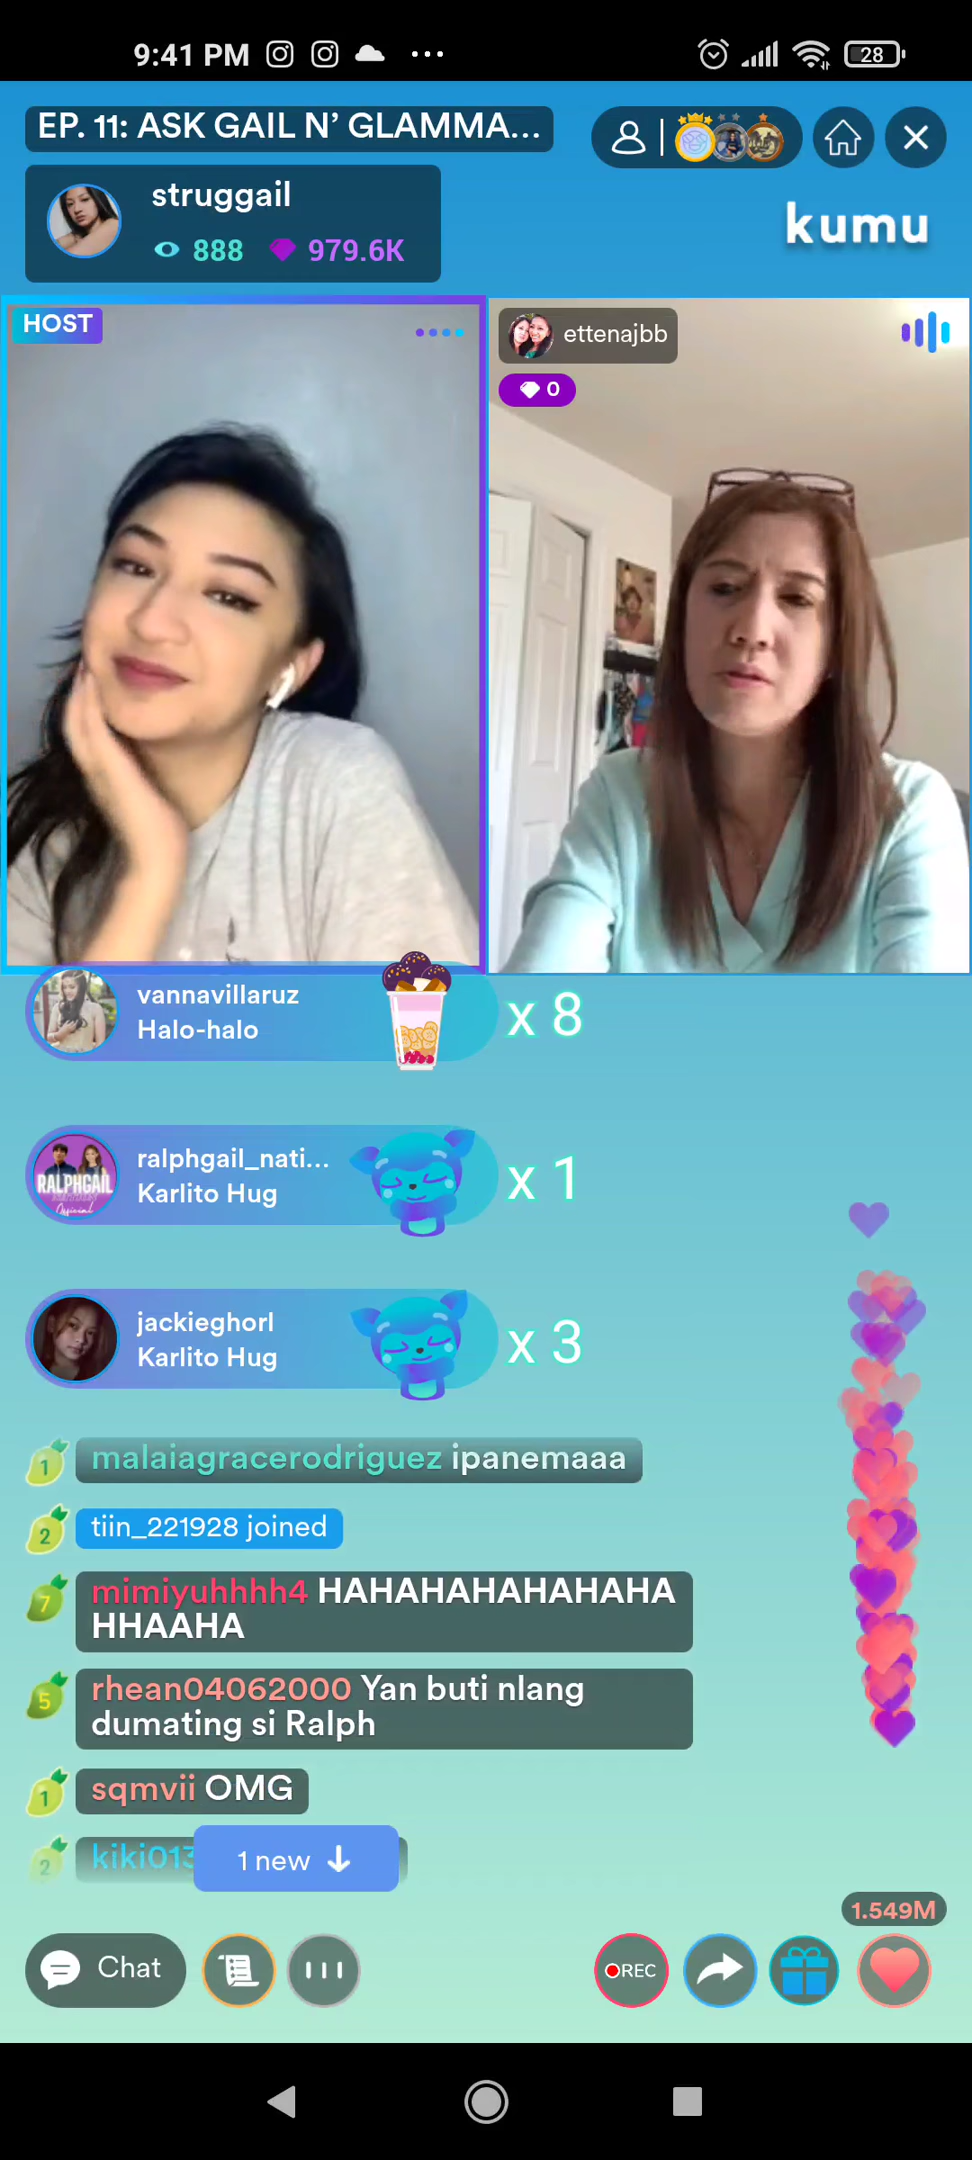 9:41 PM
28
EP. 11: ASK GAIL N’ GLAMMA...
struggail
888 979.6K
kumu
HOST
ettenajbb
0
vannavillaruz
Halo-halo
x 8
RALPHGAIL
Official
ralphgail_nati...
Karlito Hug
x 1
jackieghorl
Karlito Hug
x 3
1 malaiagracerodriguez ipanemaaa
2 tiin_221928 joined
7 mimiyuhhhh4 HAHAHAHAHAHAHA
HHAAHA
5 rhean04062000 Yan buti nlang
dumating si Ralph
1 sqmvii OMG
2 kiki013
1 new
1.549M
Chat
REC